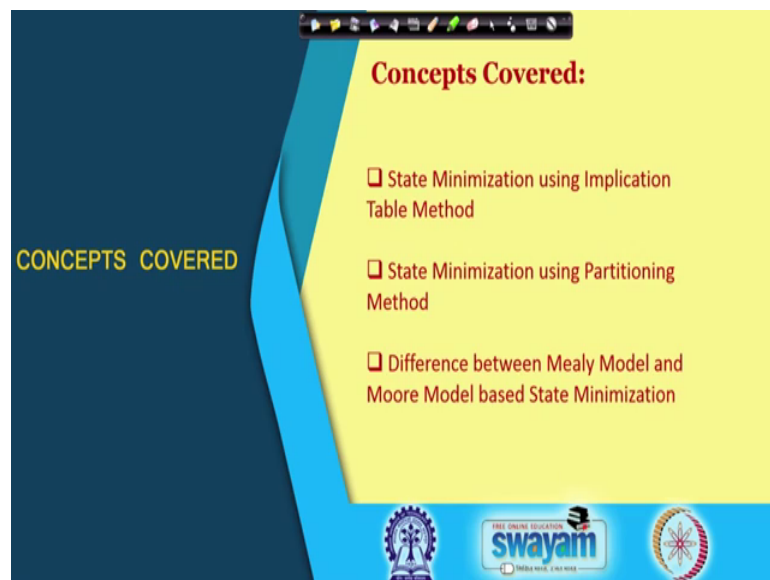 Concepts Covered:
❑ State Minimization using Implication
Table Method
CONCEPTS COVERED
❑ State Minimization using Partitioning
Method
❑ Difference between Mealy Model and
Moore Model based State Minimization
FREE ONLINE EDUCATION
swayam